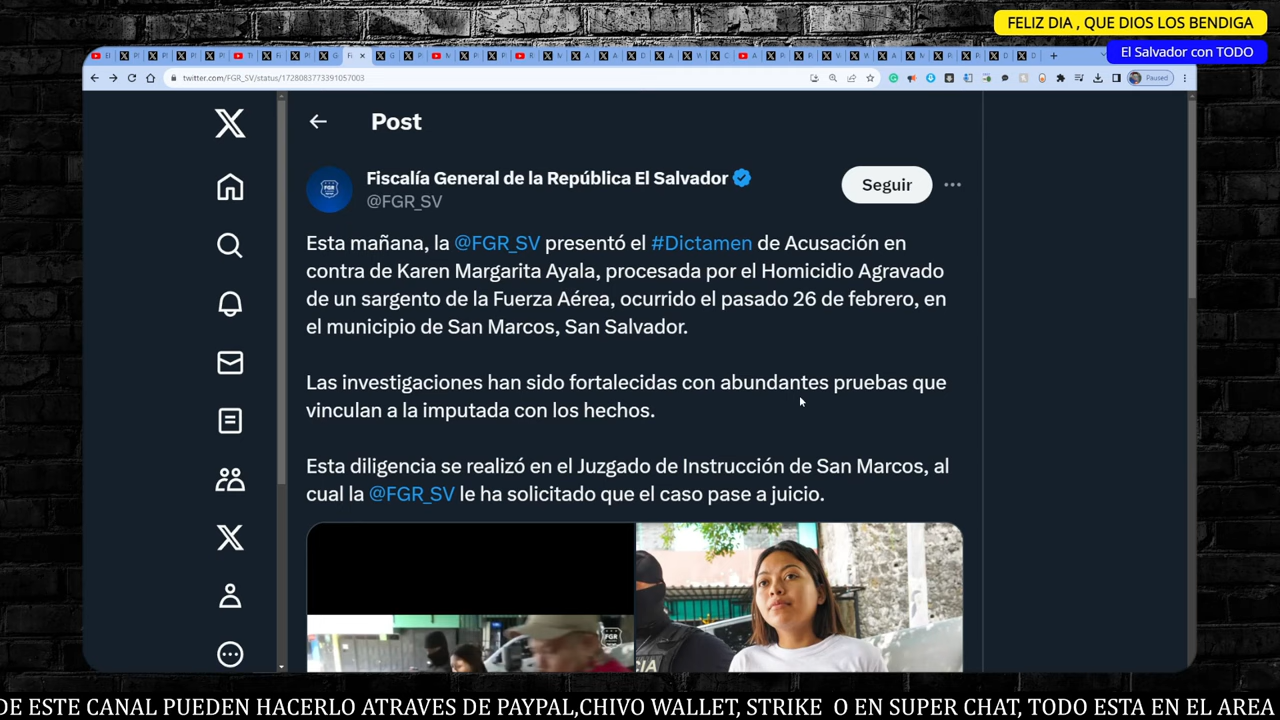 FELIZ DIA , QUE DIOS LOS BENDIGA
El Salvador con TODO
twitter.com/FGR_SV/status/1728083773391057003
Paused
Post
Fiscalía General de la República El Salvador
@FGR_SV
Seguir
Esta mañana, la @FGR_SV presentó el #Dictamen de Acusación en
contra de Karen Margarita Ayala, procesada por el Homicidio Agravado
de un sargento de la Fuerza Aérea, ocurrido el pasado 26 de febrero, en
el municipio de San Marcos, San Salvador.
Las investigaciones han sido fortalecidas con abundantes pruebas que
vinculan a la imputada con los hechos.
Esta diligencia se realizó en el Juzgado de Instrucción de San Marcos, al
cual la @FGR_SV le ha solicitado que el caso pase a juicio.
FGR
CIA
DE ESTE CANAL PUEDEN HACERLO ATRAVES DE PAYPAL,CHIVO WALLET, STRIKE O EN SUPER CHAT, TODO ESTA EN EL AREA